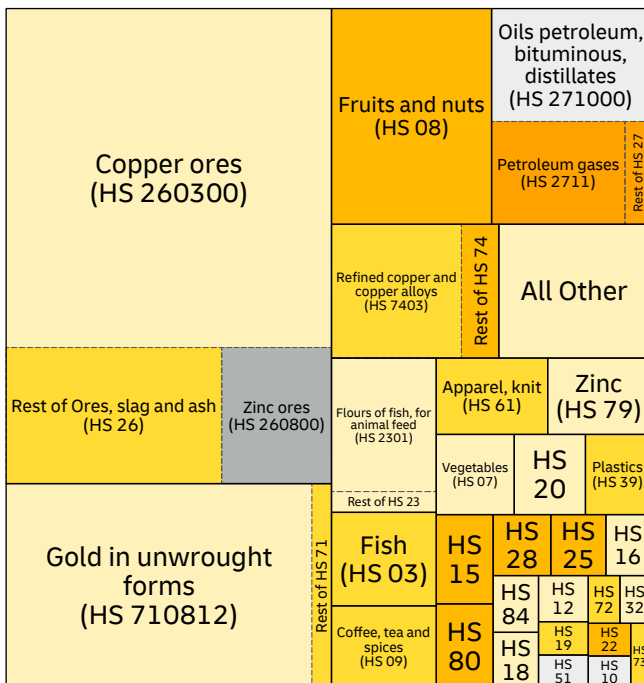 Copper ores
(HS 260300)
Rest of Ores, slag and ash
(HS 26)
Zinc ores
(HS 260800)
Gold in unwrought
forms
(HS 710812)
Rest of HS 71
Fruits and nuts
(HS 08)
Oils petroleum,
bituminous,
distillates
(HS 271000)
Petroleum gases
(HS 2711)
Rest of HS 27
Refined copper and
copper alloys
(HS 7403)
Rest of HS 74
All Other
Flours of fish, for
animal feed
(HS 2301)
Rest of HS 23
Apparel, knit
(HS 61)
Zinc
(HS 79)
Vegetables
(HS 07)
HS
20
Plastics
(HS 39)
Fish
(HS 03)
Coffee, tea and
spices
(HS 09)
HS
15
HS
80
HS
28
HS
25
HS
16
HS
84
HS
18
HS
12
HS
72
HS
32
HS
19
HS
22
HS
51
HS
10
HS
73